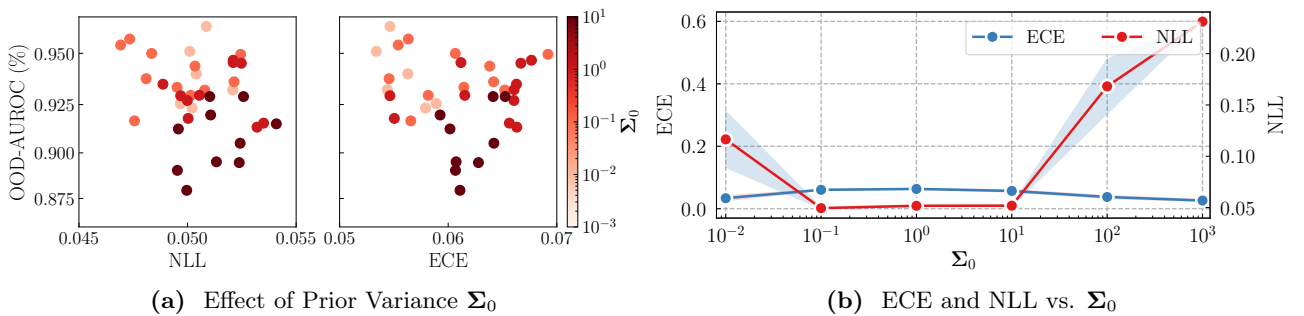 OOD-AUROC (%)
0.950
0.925
0.900
0.875
0.045
0.050
0.055
NLL
0.05
0.06
0.07
ECE
10^1
10^0
10^−1
10^−2
10^−3
Σ₀
(a) Effect of Prior Variance Σ₀
ECE
0.6
0.4
0.2
0.0
ECE
NLL
10^−2
10^−1
10^0
10^1
10^2
10^3
Σ₀
0.20
0.15
0.10
0.05
NLL
(b) ECE and NLL vs. Σ₀